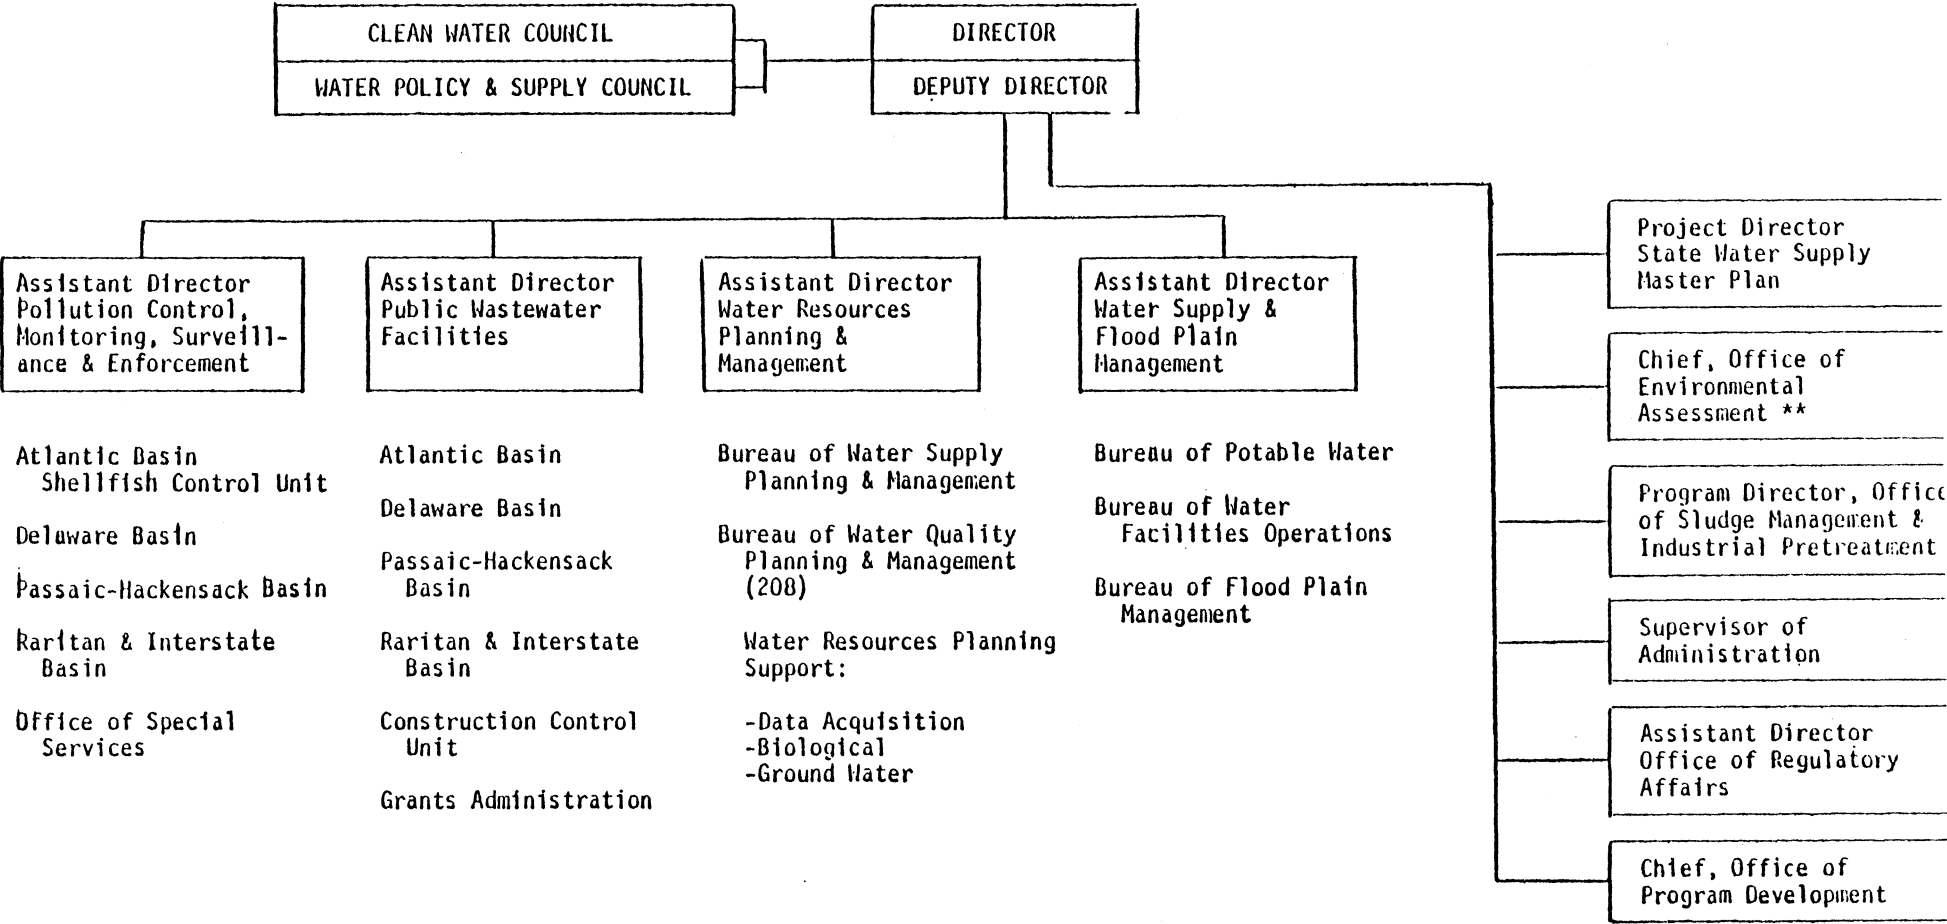 CLEAN WATER COUNCIL
WATER POLICY & SUPPLY COUNCIL
DIRECTOR
DEPUTY DIRECTOR
Assistant Director
Pollution Control,
Monitoring, Surveill-
ance & Enforcement
Atlantic Basin
Shellfish Control Unit
Delaware Basin
Passaic-Hackensack Basin
Raritan & Interstate
Basin
Office of Special
Services
Assistant Director
Public Wastewater
Facilities
Atlantic Basin
Delaware Basin
Passaic-Hackensack
Basin
Raritan & Interstate
Basin
Construction Control
Unit
Grants Administration
Assistant Director
Water Resources
Planning &
Management
Bureau of Water Supply
Planning & Management
Bureau of Water Quality
Planning & Management
(208)
Water Resources Planning
Support:
-Data Acquisition
-Biological
-Ground Water
Assistant Director
Water Supply &
Flood Plain
Management
Bureau of Potable Water
Bureau of Water
Facilities Operations
Bureau of Flood Plain
Management
Project Director
State Water Supply
Master Plan
Chief, Office of
Environmental
Assessment **
Program Director, Office
of Sludge Management &
Industrial Pretreatment
Supervisor of
Administration
Assistant Director
Office of Regulatory
Affairs
Chief, Office of
Program Development